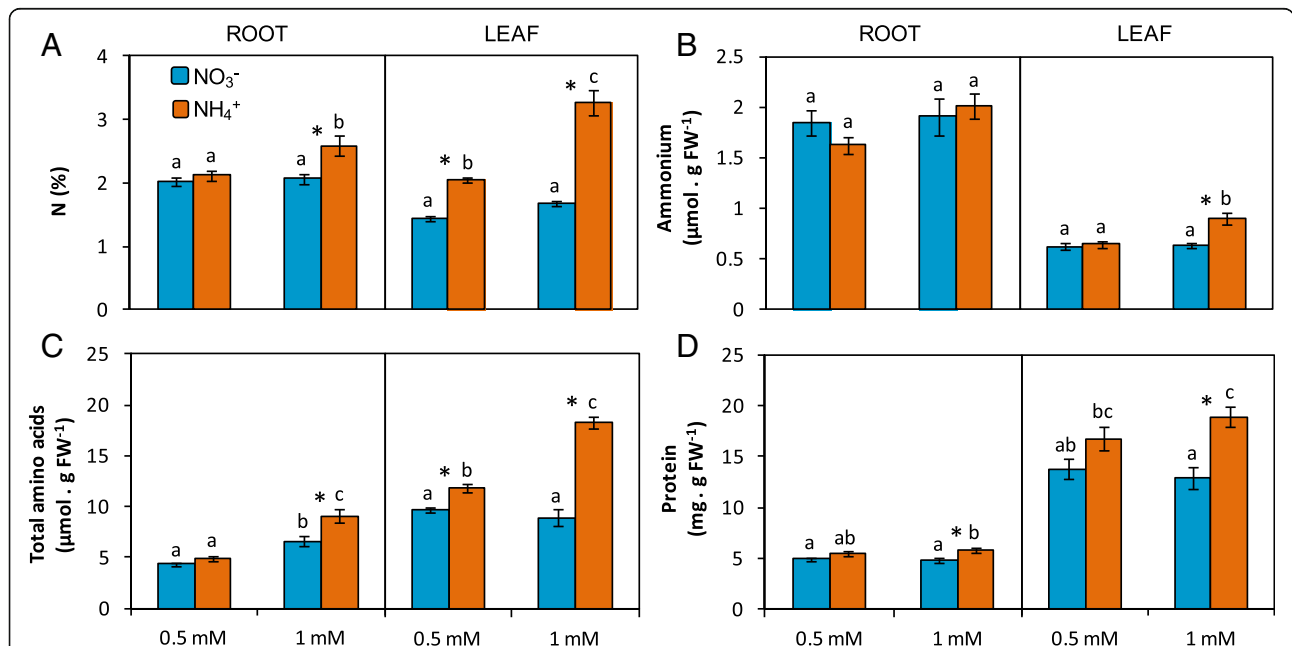 A
ROOT
LEAF
NO₃⁻
NH₄⁺
N (%)
4
3
2
1
0
a a a * b a * b a * c
B
ROOT
LEAF
Ammonium
(µmol . g FW⁻¹)
2.5
2
1.5
1
0.5
0
a a a a a a a * b
C
Total amino acids
(µmol . g FW⁻¹)
25
20
15
10
5
0
a a b * c a * b a * c
0.5 mM 1 mM 0.5 mM 1 mM
D
Protein
(mg. g FW⁻¹)
25
20
15
10
5
0
a ab a * b ab bc a * c
0.5 mM 1 mM 0.5 mM 1 mM